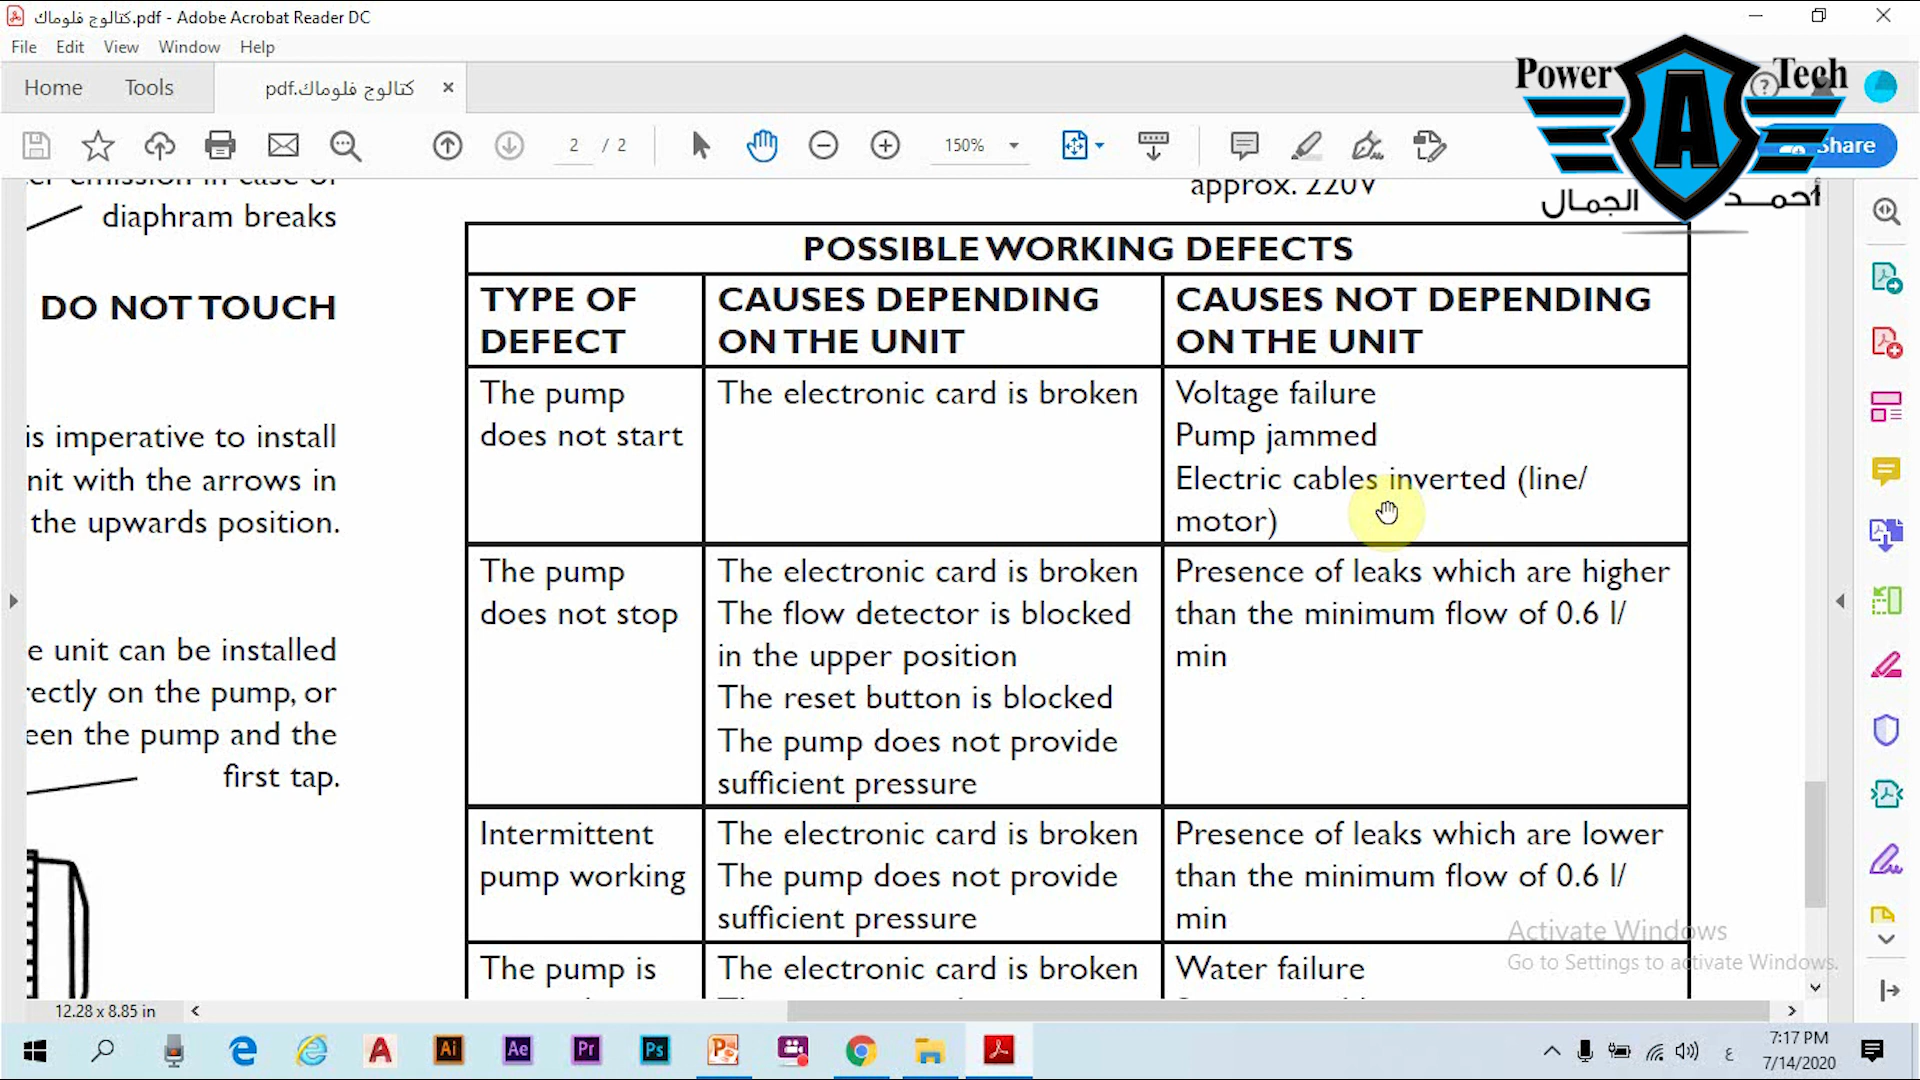 كتالوج فلوماك.pdf - Adobe Acrobat Reader DC
File Edit View Window Help
Home Tools كتالوج فلوماك.pdf
2 / 2 150% Share
Power A Tech
احمد الجمال
approx. 220V
diaphram breaks
DO NOT TOUCH
is imperative to install
nit with the arrows in
the upwards position.
e unit can be installed
rectly on the pump, or
een the pump and the
first tap.
POSSIBLE WORKING DEFECTS
TYPE OF DEFECT
CAUSES DEPENDING ON THE UNIT
CAUSES NOT DEPENDING ON THE UNIT
The pump
does not start
The electronic card is broken
Voltage failure
Pump jammed
Electric cables inverted (line/
motor)
The pump
does not stop
The electronic card is broken
The flow detector is blocked
in the upper position
The reset button is blocked
The pump does not provide
sufficient pressure
Presence of leaks which are higher
than the minimum flow of 0.6 l/
min
Intermittent
pump working
The electronic card is broken
The pump does not provide
sufficient pressure
Presence of leaks which are lower
than the minimum flow of 0.6 l/
min
The pump is
The electronic card is broken
Water failure
Activate Windows
Go to Settings to activate Windows.
12.28 x 8.85 in
Ai Ae Pr Ps
ع
7:17 PM
7/14/2020